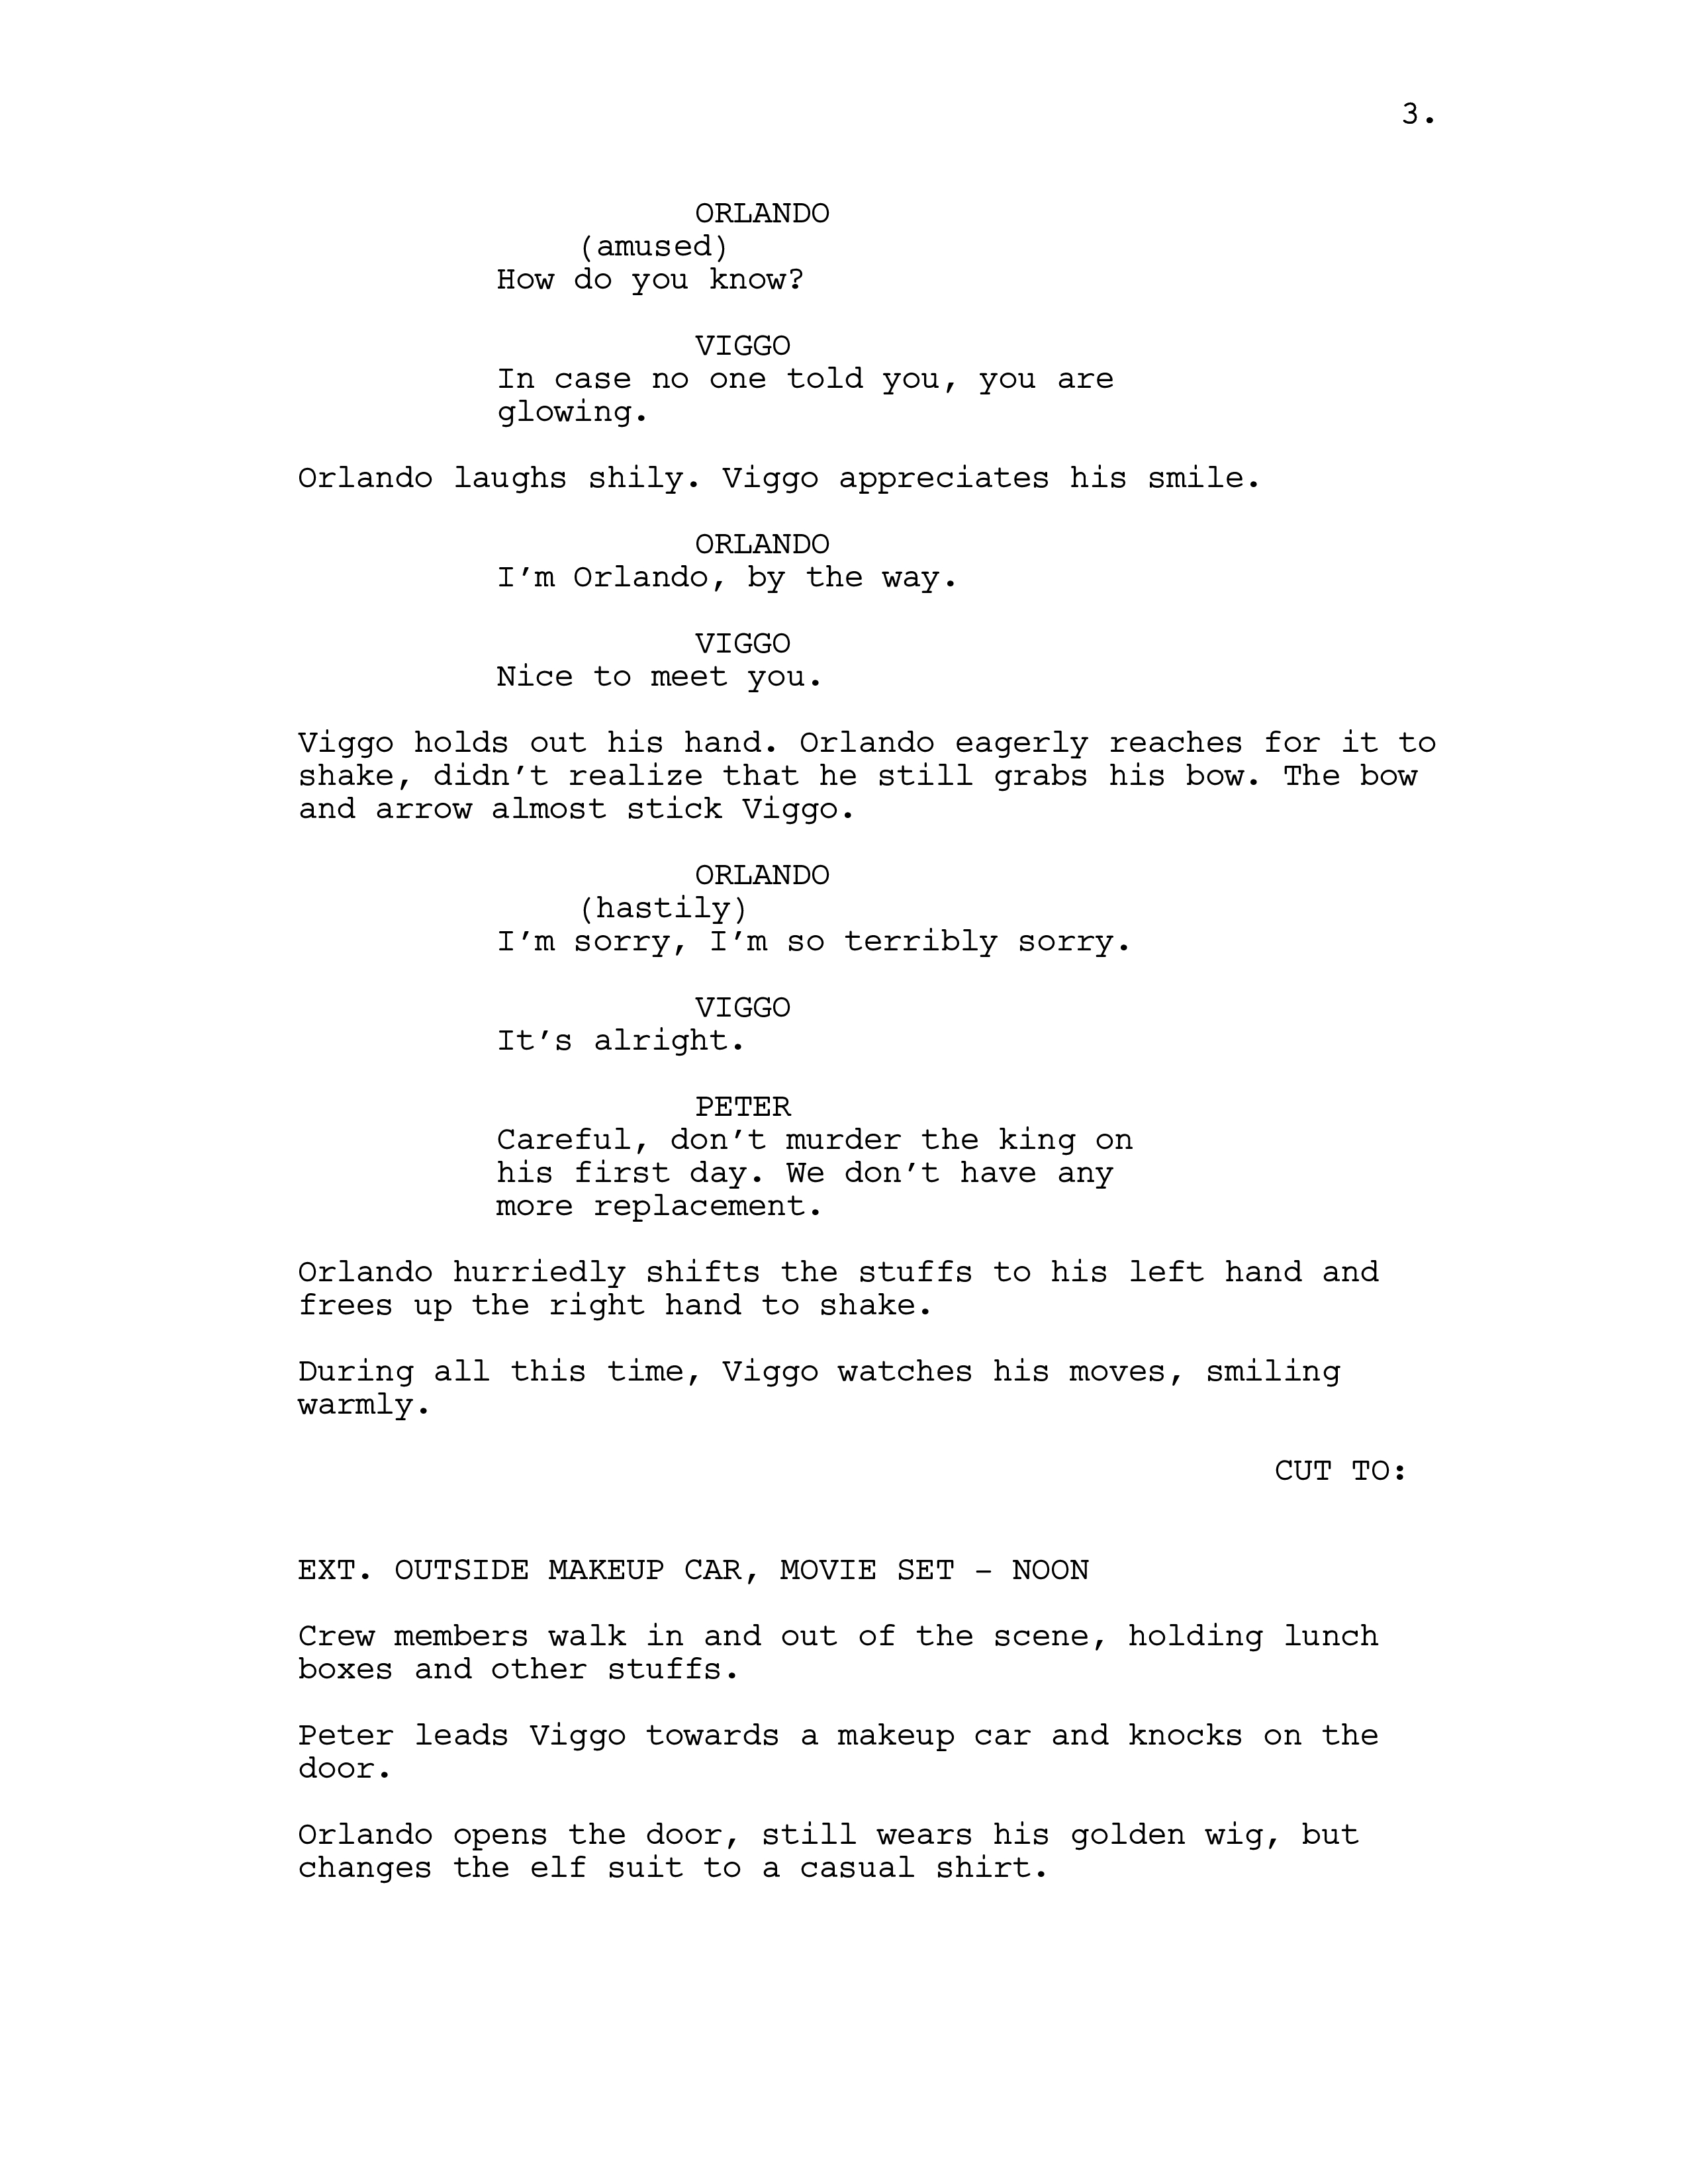 3.
ORLANDO
(amused)
How do you know?
VIGGO
In case no one told you, you are
glowing.
Orlando laughs shily. Viggo appreciates his smile.
ORLANDO
I'm Orlando, by the way.
VIGGO
Nice to meet you.
Viggo holds out his hand. Orlando eagerly reaches for it to
shake, didn't realize that he still grabs his bow. The bow
and arrow almost stick Viggo.
ORLANDO
(hastily)
I'm sorry, I'm so terribly sorry.
VIGGO
It's alright.
PETER
Careful, don't murder the king on
his first day. We don't have any
more replacement.
Orlando hurriedly shifts the stuffs to his left hand and
frees up the right hand to shake.
During all this time, Viggo watches his moves, smiling
warmly.
CUT TO:
EXT. OUTSIDE MAKEUP CAR, MOVIE SET - NOON
Crew members walk in and out of the scene, holding lunch
boxes and other stuffs.
Peter leads Viggo towards a makeup car and knocks on the
door.
Orlando opens the door, still wears his golden wig, but
changes the elf suit to a casual shirt.